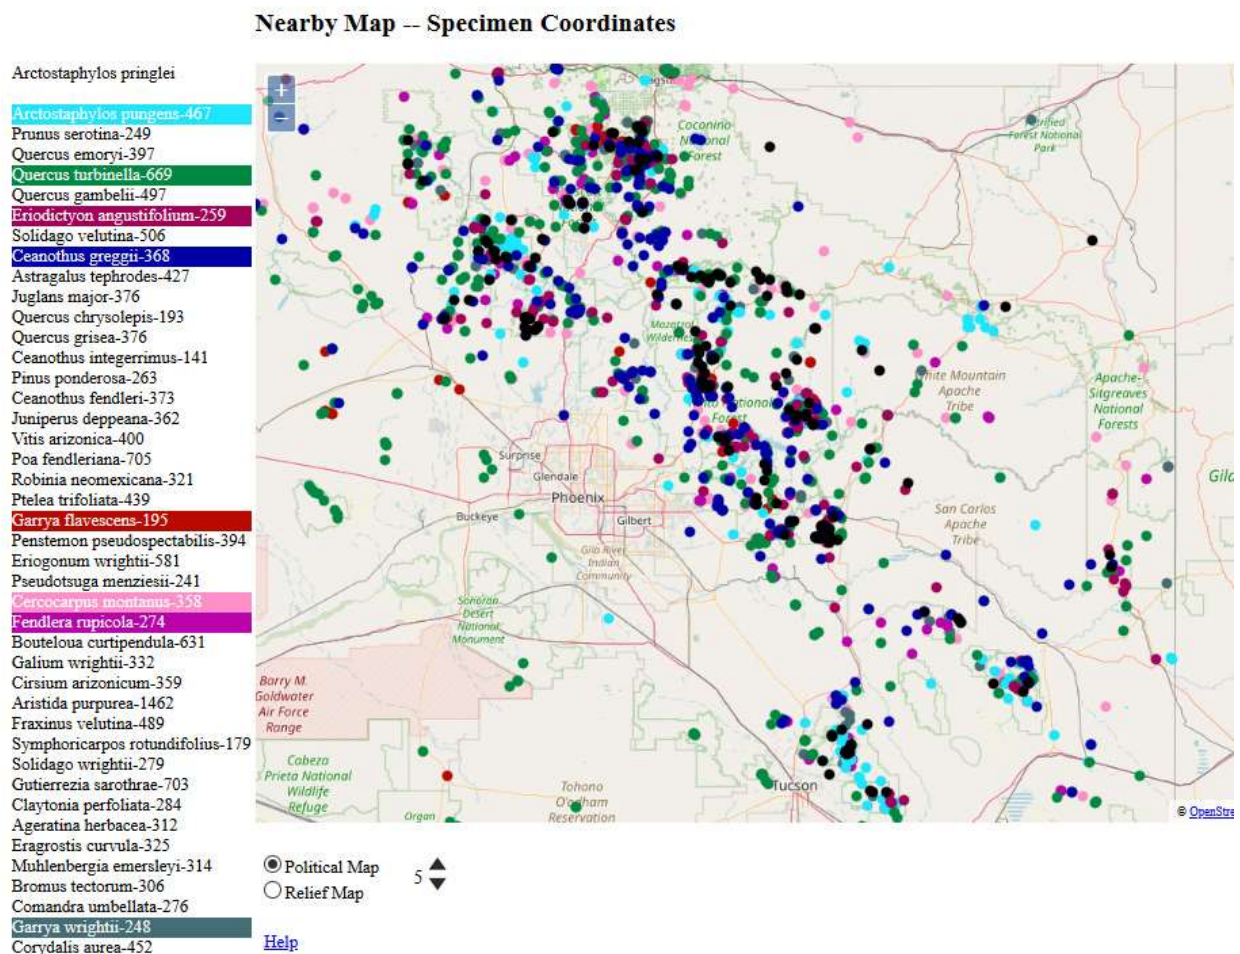 Nearby Map -- Specimen Coordinates
Arctostaphylos pringlei
Arctostaphylos pungens-467
Prunus serotina-249
Quercus emoryi-397
Quercus turbinella-669
Quercus gambelii-497
Eriodictyon angustifolium-259
Solidago velutina-506
Ceanothus greggii-368
Astragalus tephrodes-427
Juglans major-376
Quercus chrysolepis-193
Quercus grisea-376
Ceanothus integerrimus-141
Pinus ponderosa-263
Ceanothus fendleri-373
Juniperus deppeana-362
Vitis arizonica-400
Poa fendleriana-705
Robinia neomexicana-321
Ptelea trifoliata-439
Garrya flavescens-195
Penstemon pseudospectabilis-394
Eriogonum wrightii-581
Pseudotsuga menziesii-241
Cercocarpus montanus-358
Fendlera rupicola-274
Bouteloua curtipendula-631
Galium wrightii-332
Cirsium arizonicum-359
Aristida purpurea-1462
Fraxinus velutina-489
Symphoricarpos rotundifolius-179
Solidago wrightii-279
Gutierrezia sarothrae-703
Claytonia perfoliata-284
Ageratina herbacea-312
Eragrostis curvula-325
Muhlenbergia emersleyi-314
Bromus tectorum-306
Comandra umbellata-276
Garrya wrightii-248
Corydalis aurea-452
+
−
Coconino
National
Forest
Forest National
Park
Mazatzal
Wilderness
National
Forest
White Mountain
Apache
Tribe
Apache-
Sitgreaves
National
Forests
Surprise
Glendale
Phoenix
Buckeye
Gilbert
Gila River
Indian
Community
San Carlos
Apache
Tribe
Gila
Sonoran
Desert
National
Monument
Barry M.
Goldwater
Air Force
Range
Cabeza
Prieta National
Wildlife
Refuge
Organ
Tohono
O'odham
Reservation
Tucson
© OpenStre
Political Map
5
Relief Map
Help